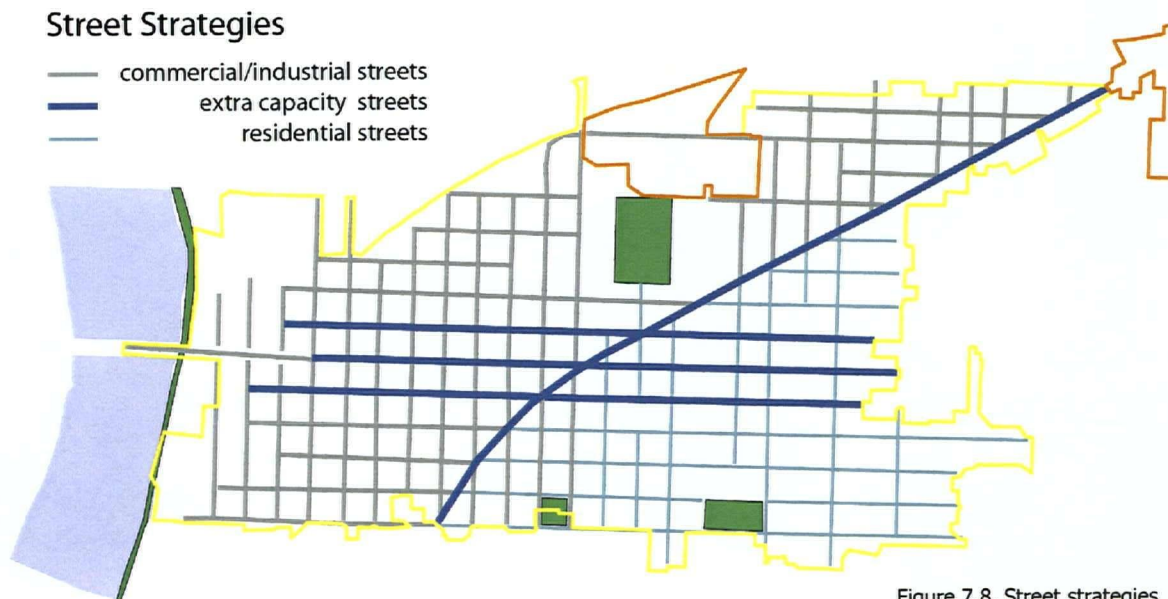 Street Strategies
commercial/industrial streets
extra capacity streets
residential streets
Figure 7.8 Street strategies